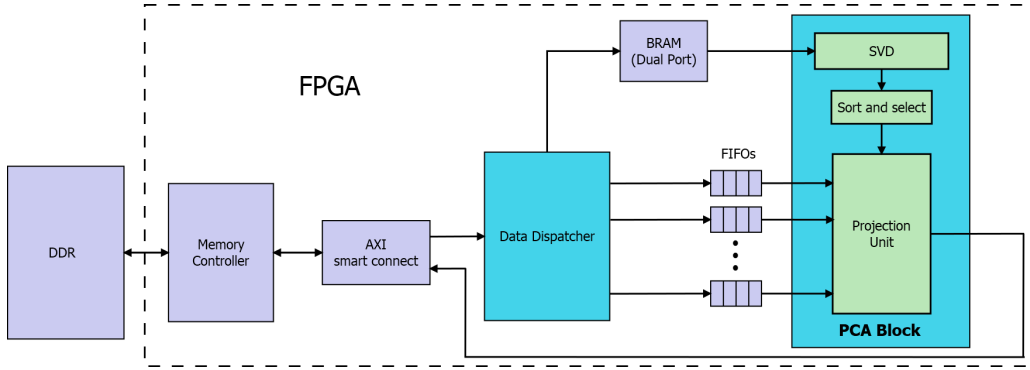 FPGA
BRAM
(Dual Port)
SVD
Sort and select
FIFOs
DDR
Memory
Controller
AXI
smart connect
Data Dispatcher
Projection
Unit
PCA Block